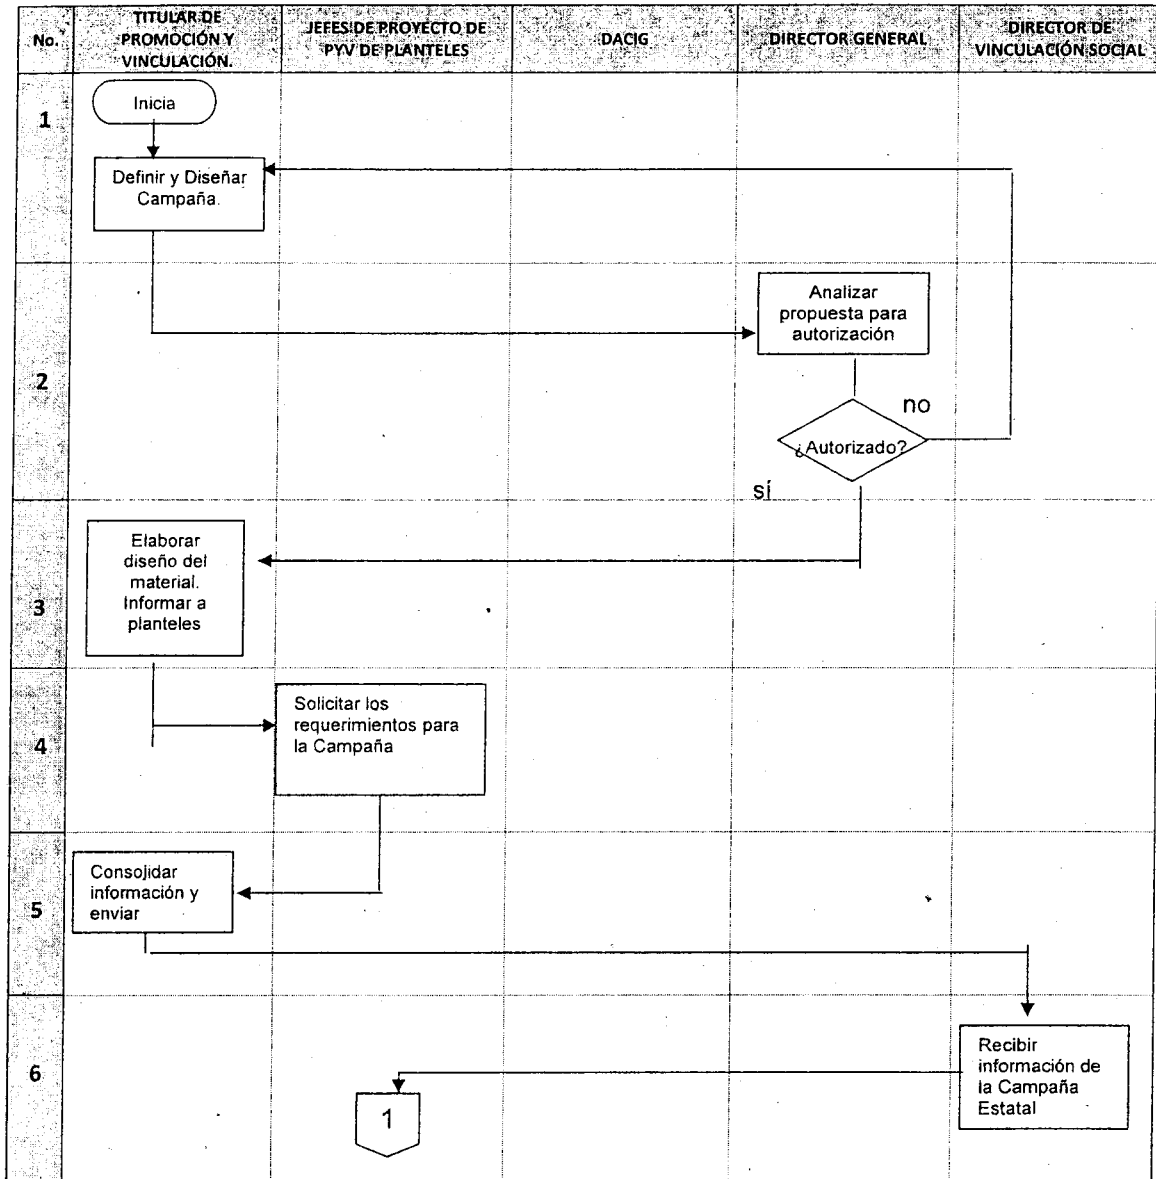 No.
TITULAR DE
PROMOCIÓN Y
VINCULACIÓN.
JEFES DE PROYECTO DE
PYV DE PLANTELES
DACIG
DIRECTOR GENERAL
DIRECTOR DE
VINCULACIÓN SOCIAL
1
Inicia
Definir y Diseñar
Campaña.
2
Analizar
propuesta para
autorización
no
¿Autorizado?
sí
3
Elaborar
diseño del
material.
Informar a
planteles
4
Solicitar los
requerimientos para
la Campaña
5
Consolidar
información y
enviar
6
Recibir
información de
la Campaña
Estatal
1